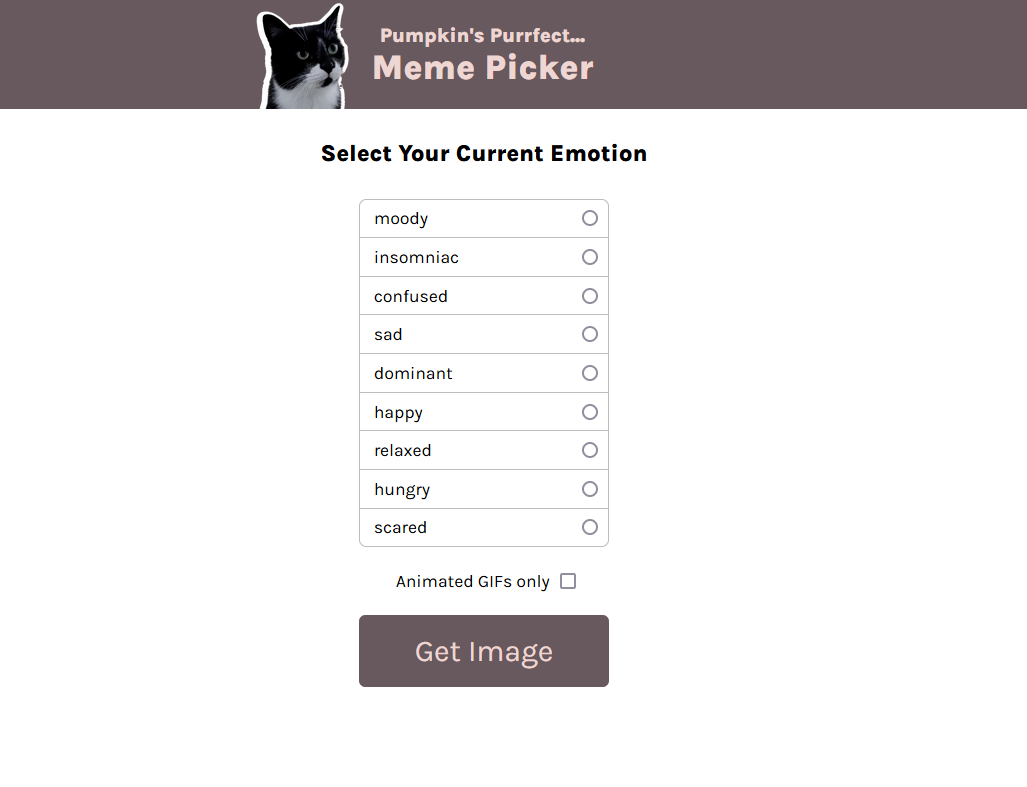 Pumpkin's Purrfect...
Meme Picker
Select Your Current Emotion
moody
insomniac
confused
sad
dominant
happy
relaxed
hungry
scared
Animated GIFs only
Get Image